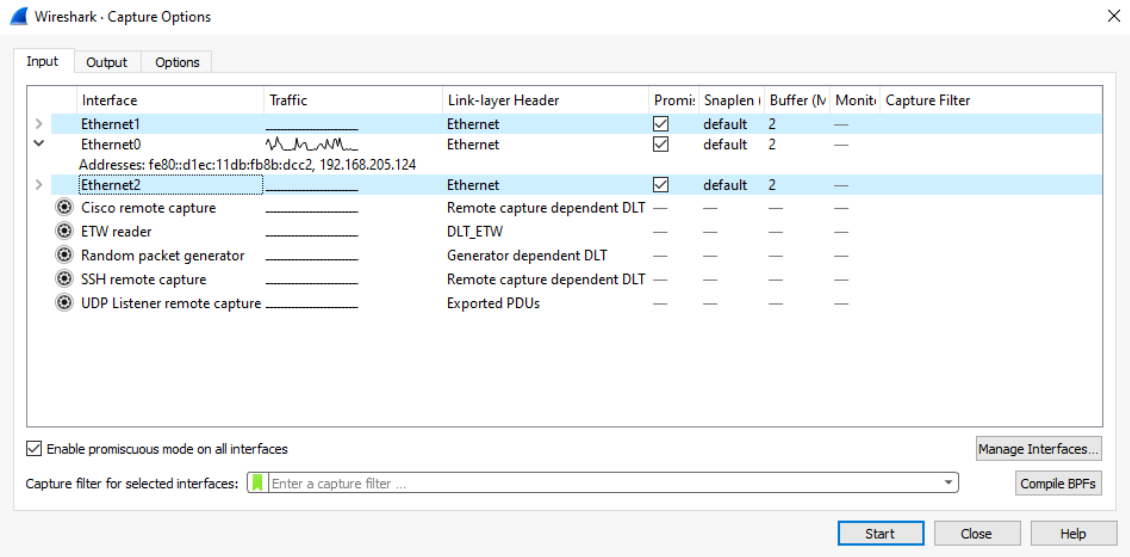 Wireshark · Capture Options
Input Output Options
Interface Traffic Link-layer Header Promis Snaplen ( Buffer (M Monito Capture Filter
Ethernet1 Ethernet default 2 —
Ethernet0 Ethernet default 2 —
Addresses: fe80::d1ec:11db:fb8b:dcc2, 192.168.205.124
Ethernet2 Ethernet default 2 —
Cisco remote capture Remote capture dependent DLT — — — —
ETW reader DLT_ETW — — — —
Random packet generator Generator dependent DLT — — — —
SSH remote capture Remote capture dependent DLT — — — —
UDP Listener remote capture Exported PDUs — — — —
Enable promiscuous mode on all interfaces Manage Interfaces...
Capture filter for selected interfaces: Enter a capture filter ... Compile BPFs
Start Close Help